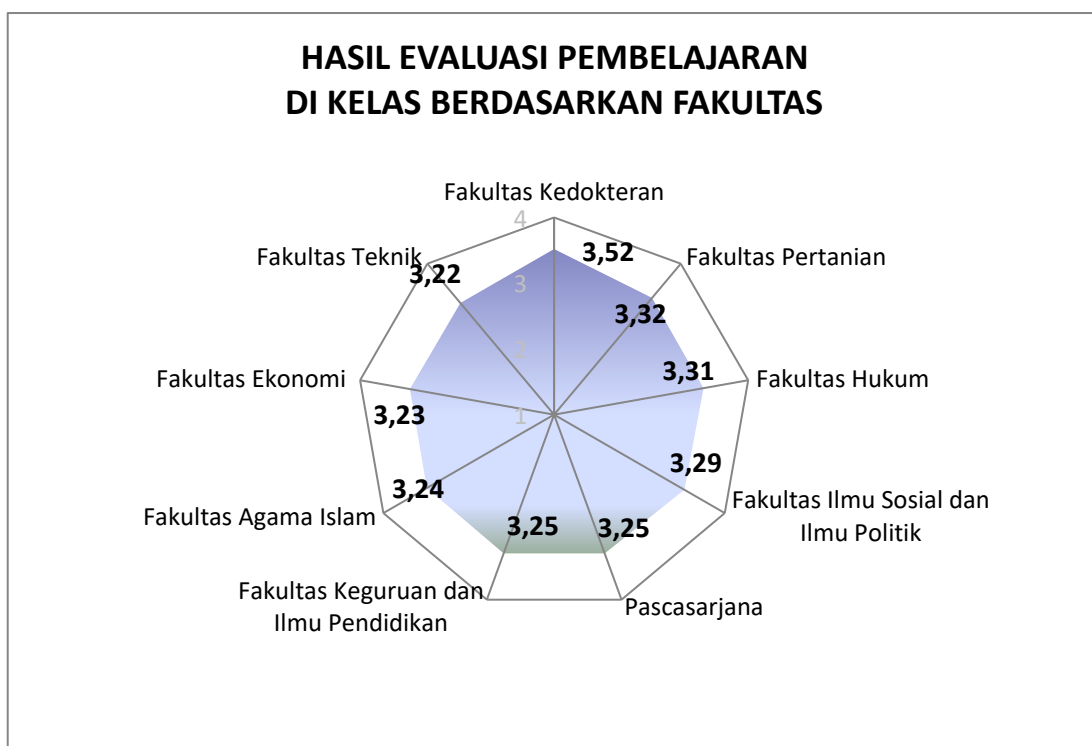 HASIL EVALUASI PEMBELAJARAN
DI KELAS BERDASARKAN FAKULTAS
Fakultas Kedokteran
4
3,52
Fakultas Teknik
3,22
Fakultas Pertanian
3
3,32
2
Fakultas Ekonomi
3,31
Fakultas Hukum
3,23
1
3,29
3,24
Fakultas Agama Islam
Fakultas Ilmu Sosial dan
Ilmu Politik
3,25
3,25
Fakultas Keguruan dan
Ilmu Pendidikan
Pascasarjana